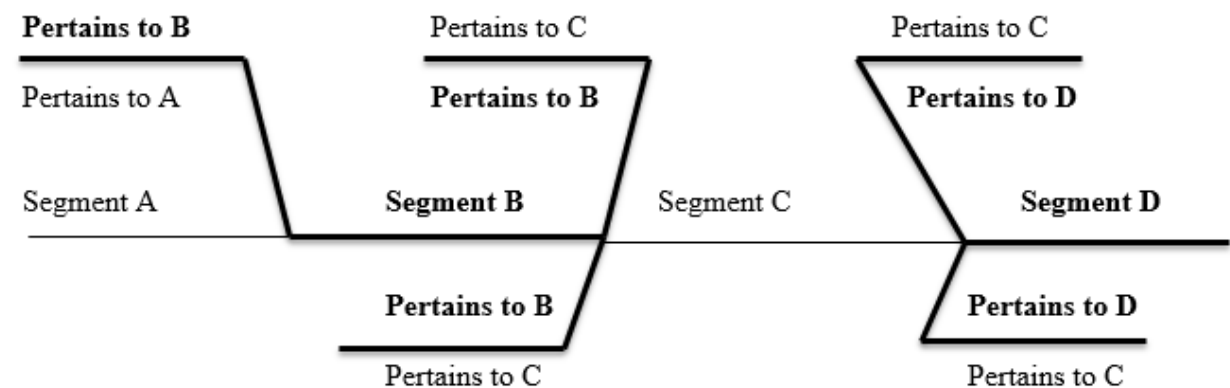 Pertains to B
Pertains to C
Pertains to C
Pertains to A
Pertains to B
Pertains to D
Segment A
Segment B
Segment C
Segment D
Pertains to B
Pertains to D
Pertains to C
Pertains to C